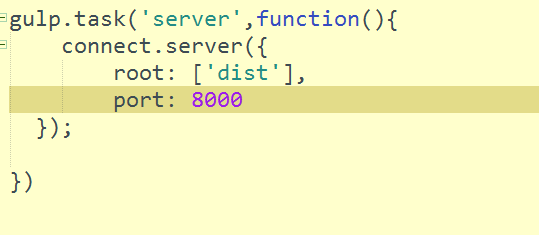 gulp.task('server',function(){
    connect.server({
        root: ['dist'],
        port: 8000
  });

})